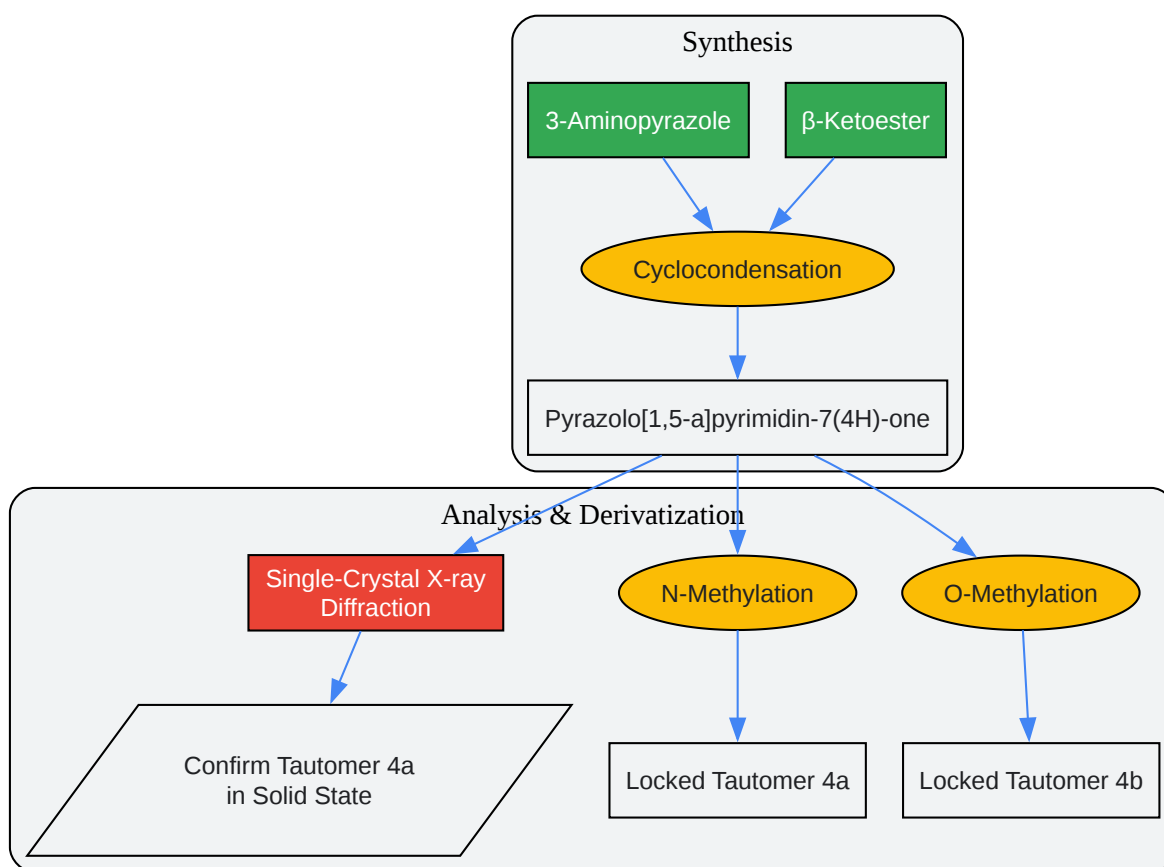 Synthesis
3-Aminopyrazole
β-Ketoester
Cyclocondensation
Pyrazolo[1,5-a]pyrimidin-7(4H)-one
Analysis & Derivatization
Single-Crystal X-ray
Diffraction
N-Methylation
O-Methylation
Confirm Tautomer 4a
in Solid State
Locked Tautomer 4a
Locked Tautomer 4b